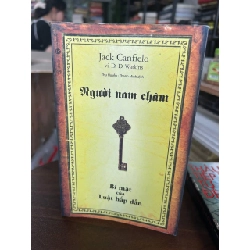 Jack Canfield
và D.D. Watkins
Người nam châm
Bí mật
của
Luật hấp dẫn